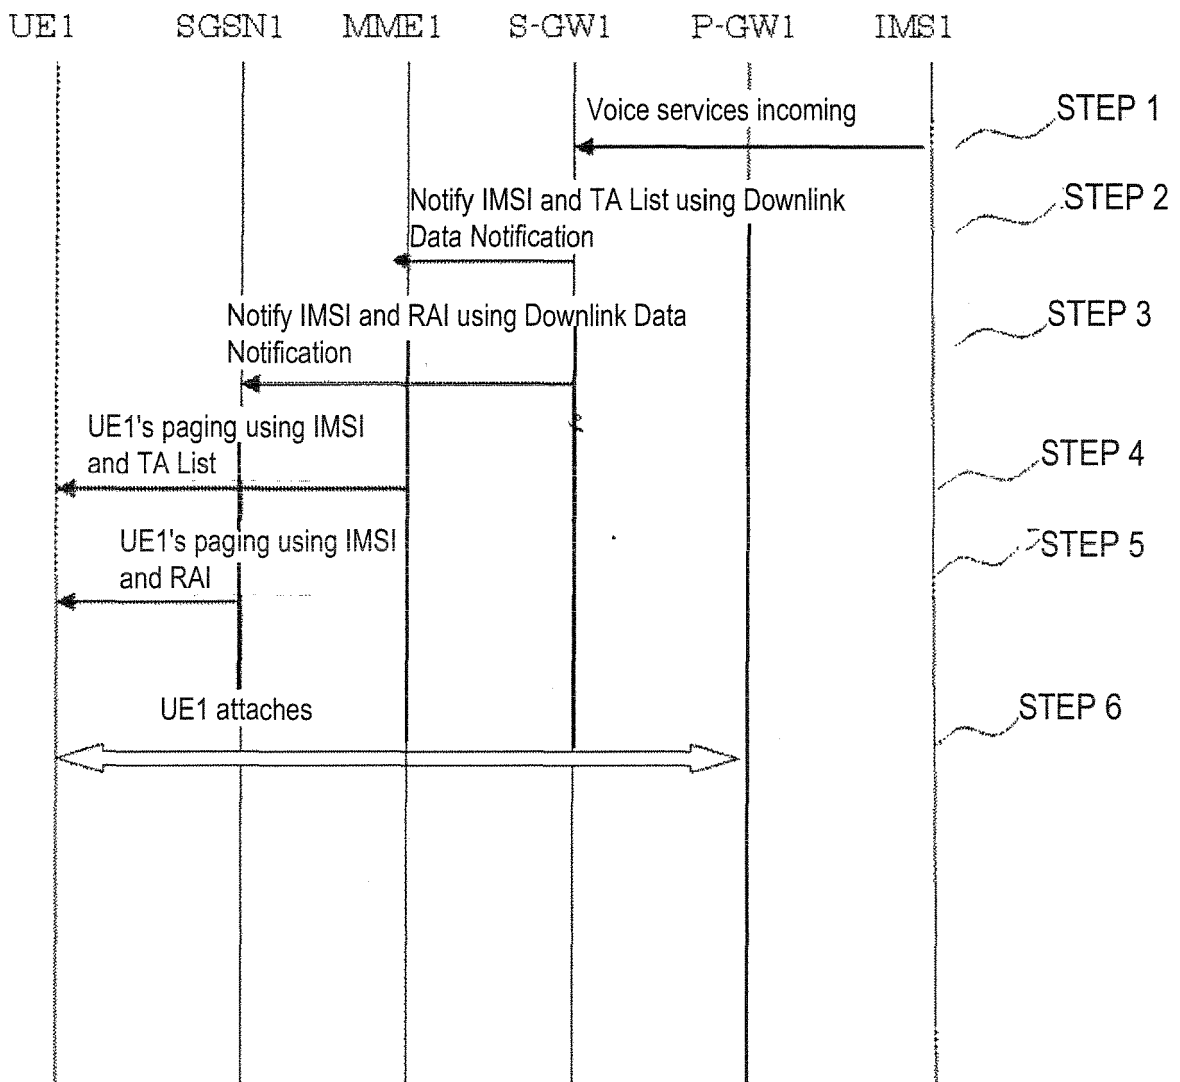 UE1 SGSN1 MME1 S-GW1 P-GW1 IMS1
Voice services incoming
STEP 1
Notify IMSI and TA List using Downlink
Data Notification
STEP 2
Notify IMSI and RAI using Downlink Data
Notification
STEP 3
UE1's paging using IMSI
and TA List
STEP 4
UE1's paging using IMSI
and RAI
STEP 5
UE1 attaches
STEP 6